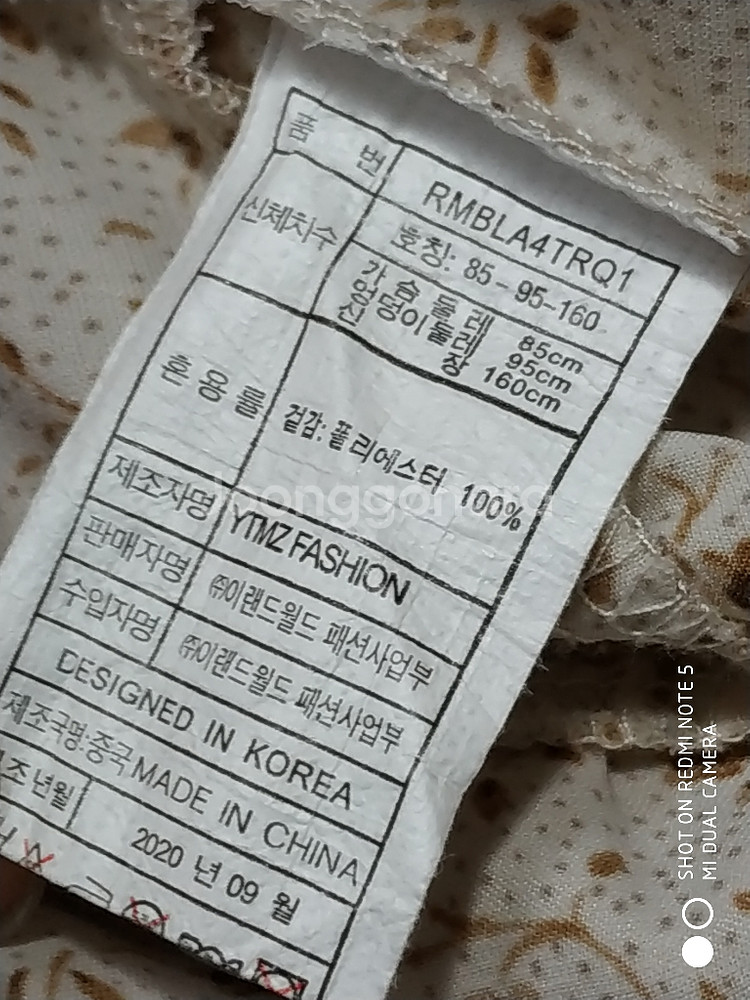 품 번 RMBLA4TRQ1
신체치수 호칭: 85-95-160
가슴둘레 85cm
엉덩이둘레 95cm
신장 160cm
혼용률 겉감: 폴리에스터 100%
제조자명 YTMZ FASHION
판매자명 ㈜이랜드월드 패션사업부
수입자명 ㈜이랜드월드 패션사업부
DESIGNED IN KOREA
제조국명:중국 MADE IN CHINA
조년월 2020 년 09 월
joonggonara
SHOT ON REDMI NOTE 5
MI DUAL CAMERA